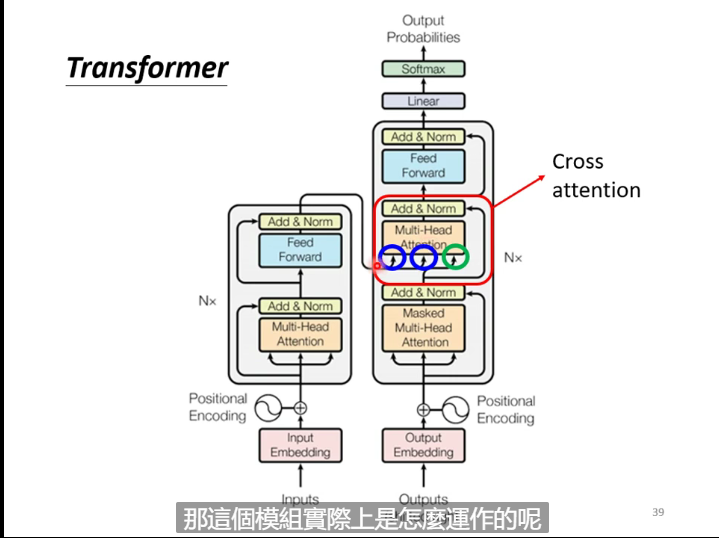 Transformer
Output
Probabilities
Softmax
Linear
Add & Norm
Feed
Forward
Add & Norm
Multi-Head
Attention
Cross
attention
Nx
Add & Norm
Masked
Multi-Head
Attention
Add & Norm
Feed
Forward
Nx
Add & Norm
Multi-Head
Attention
Positional
Encoding
Positional
Encoding
Input
Embedding
Output
Embedding
Inputs
Outputs
那這個模組實際上是怎麼運作的呢
39